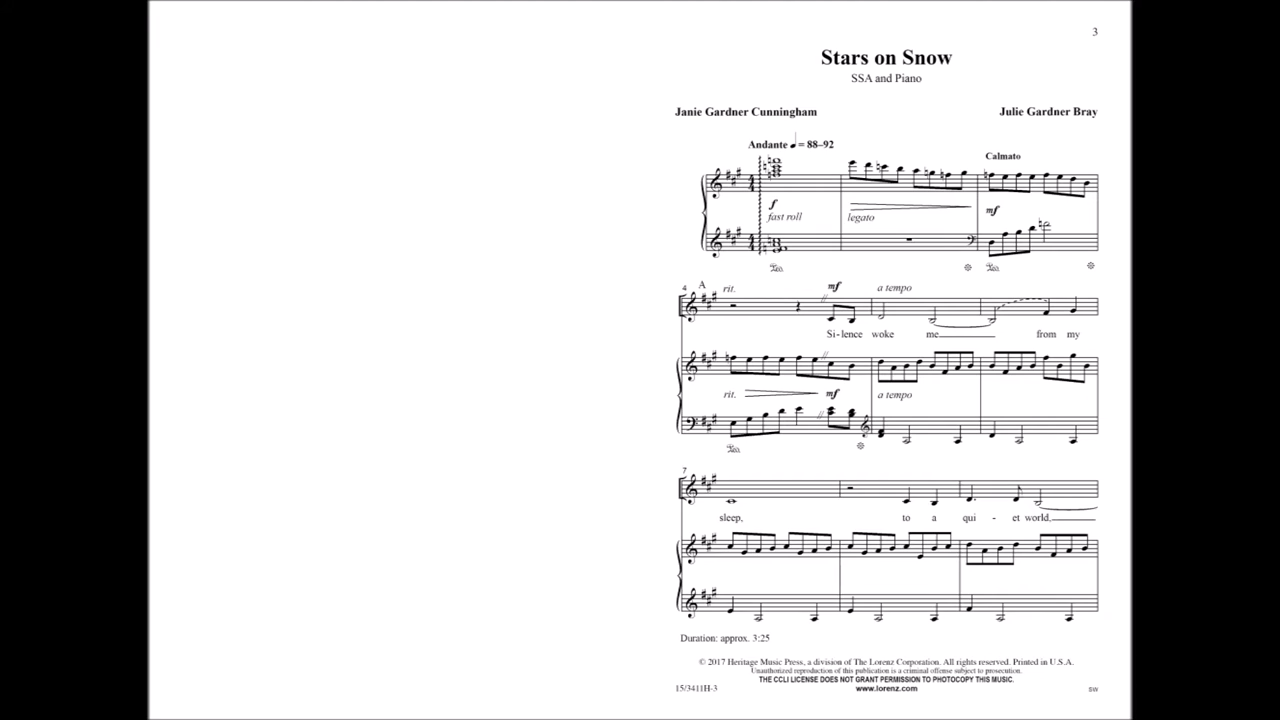 3
Stars on Snow
SSA and Piano
Janie Gardner Cunningham Julie Gardner Bray
Andante ♩ = 88–92
Calmato
f mf
fast roll legato
4 A rit. mf a tempo
Si - lence woke me from my
rit. mf a tempo
7
sleep, to a qui - et world,
Duration: approx. 3:25
© 2017 Heritage Music Press, a division of The Lorenz Corporation. All rights reserved. Printed in U.S.A.
Unauthorized reproduction of this publication is a criminal offense subject to prosecution.
THE CCLI LICENSE DOES NOT GRANT PERMISSION TO PHOTOCOPY THIS MUSIC.
15/3411H-3 www.lorenz.com SW